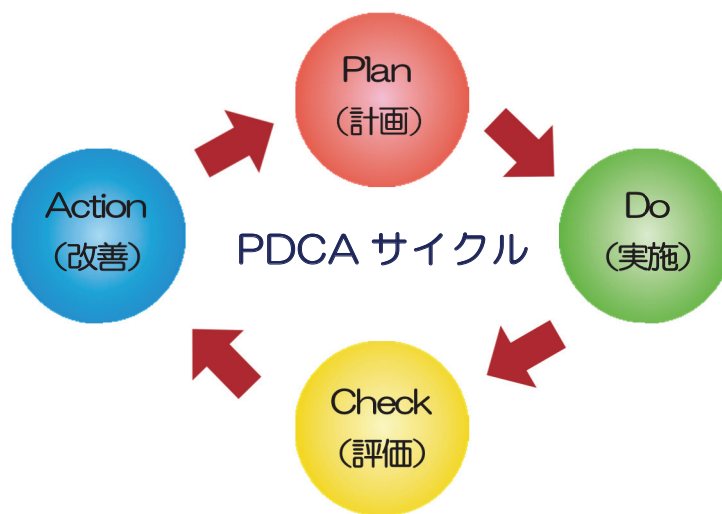 Plan
（計画）
Do
（実施）
Check
（評価）
Action
（改善）
PDCA サイクル